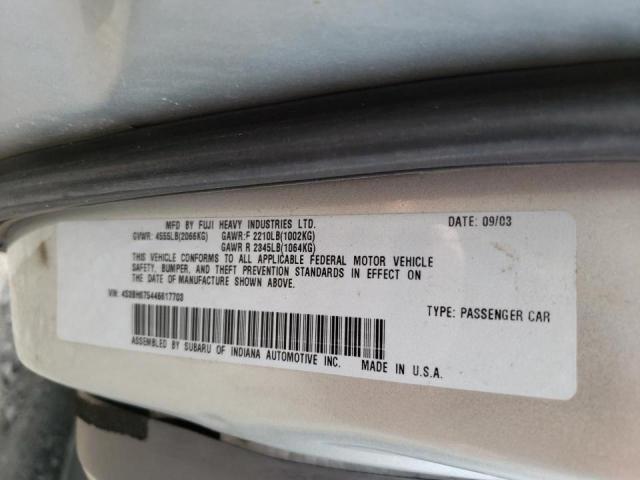 MFD BY FUJI HEAVY INDUSTRIES LTD. DATE: 09/03
GVWR: 4555LB(2066KG) GAWR:F 2210LB(1002KG)
GAWR R 2345LB(1064KG)
THIS VEHICLE CONFORMS TO ALL APPLICABLE FEDERAL MOTOR VEHICLE
SAFETY, BUMPER, AND THEFT PREVENTION STANDARDS IN EFFECT ON
THE DATE OF MANUFACTURE SHOWN ABOVE.
VIN: 4S3BH675446617703 TYPE: PASSENGER CAR
ASSEMBLED BY SUBARU OF INDIANA AUTOMOTIVE INC. MADE IN U.S.A.